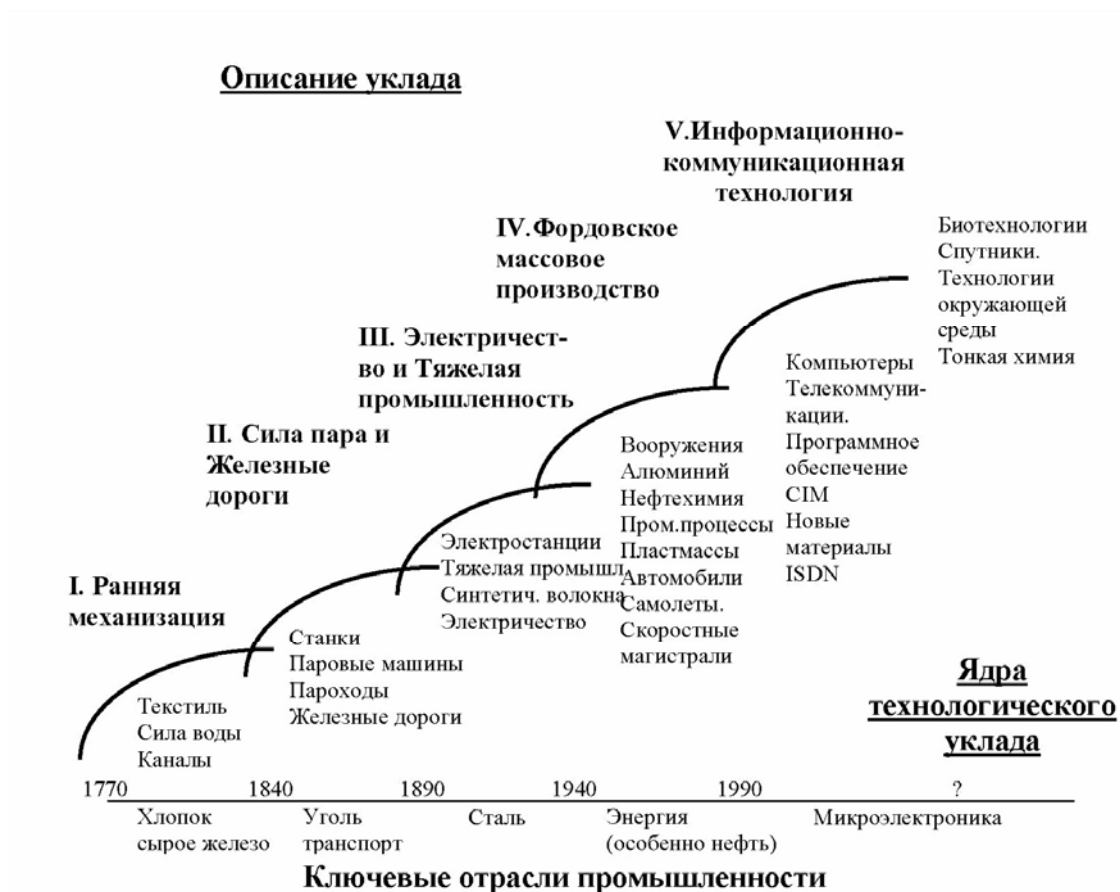 Описание уклада
V.Информационно-
коммуникационная
технология
IV.Фордовское
массовое
производство
Биотехнологии
Спутники.
Технологии
окружающей
среды
Тонкая химия
III. Электричест-
во и Тяжелая
промышленность
Компьютеры
Телекоммуни-
кации.
Программное
обеспечение
CIM
Новые
материалы
ISDN
II. Сила пара и
Железные
дороги
Вооружения
Алюминий
Нефтехимия
Пром.процессы
Пластмассы
Автомобили
Самолеты.
Скоростные
магистрали
Электростанции
Тяжелая промышл.
Синтетич. волокна
Электричество
I. Ранняя
механизация
Станки
Паровые машины
Пароходы
Железные дороги
Текстиль
Сила воды
Каналы
Ядра
технологического
уклада
1770 1840 1890 1940 1990 ?
Хлопок
сырое железо
Уголь
транспорт
Сталь
Энергия
(особенно нефть)
Микроэлектроника
Ключевые отрасли промышленности